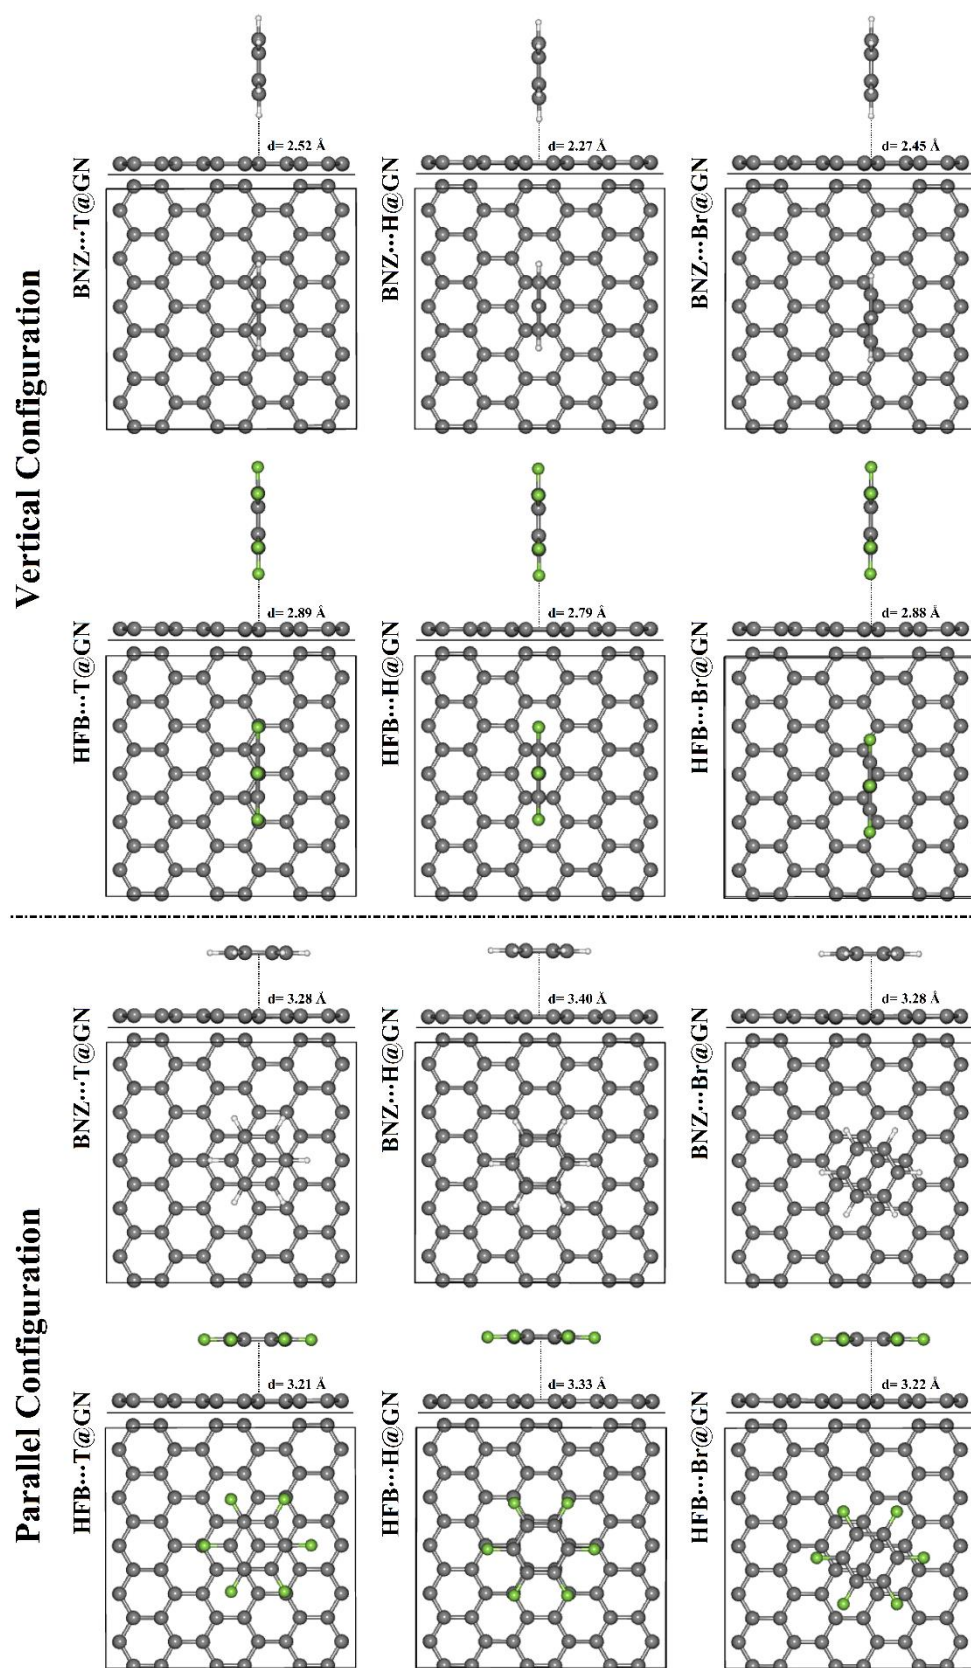 Vertical Configuration
BNZ···T@GN
d= 2.52 Å
BNZ···H@GN
d= 2.27 Å
BNZ···Br@GN
d= 2.45 Å
HFB···T@GN
d= 2.89 Å
HFB···H@GN
d= 2.79 Å
HFB···Br@GN
d= 2.88 Å
Parallel Configuration
BNZ···T@GN
d= 3.28 Å
BNZ···H@GN
d= 3.40 Å
BNZ···Br@GN
d= 3.28 Å
HFB···T@GN
d= 3.21 Å
HFB···H@GN
d= 3.33 Å
HFB···Br@GN
d= 3.22 Å